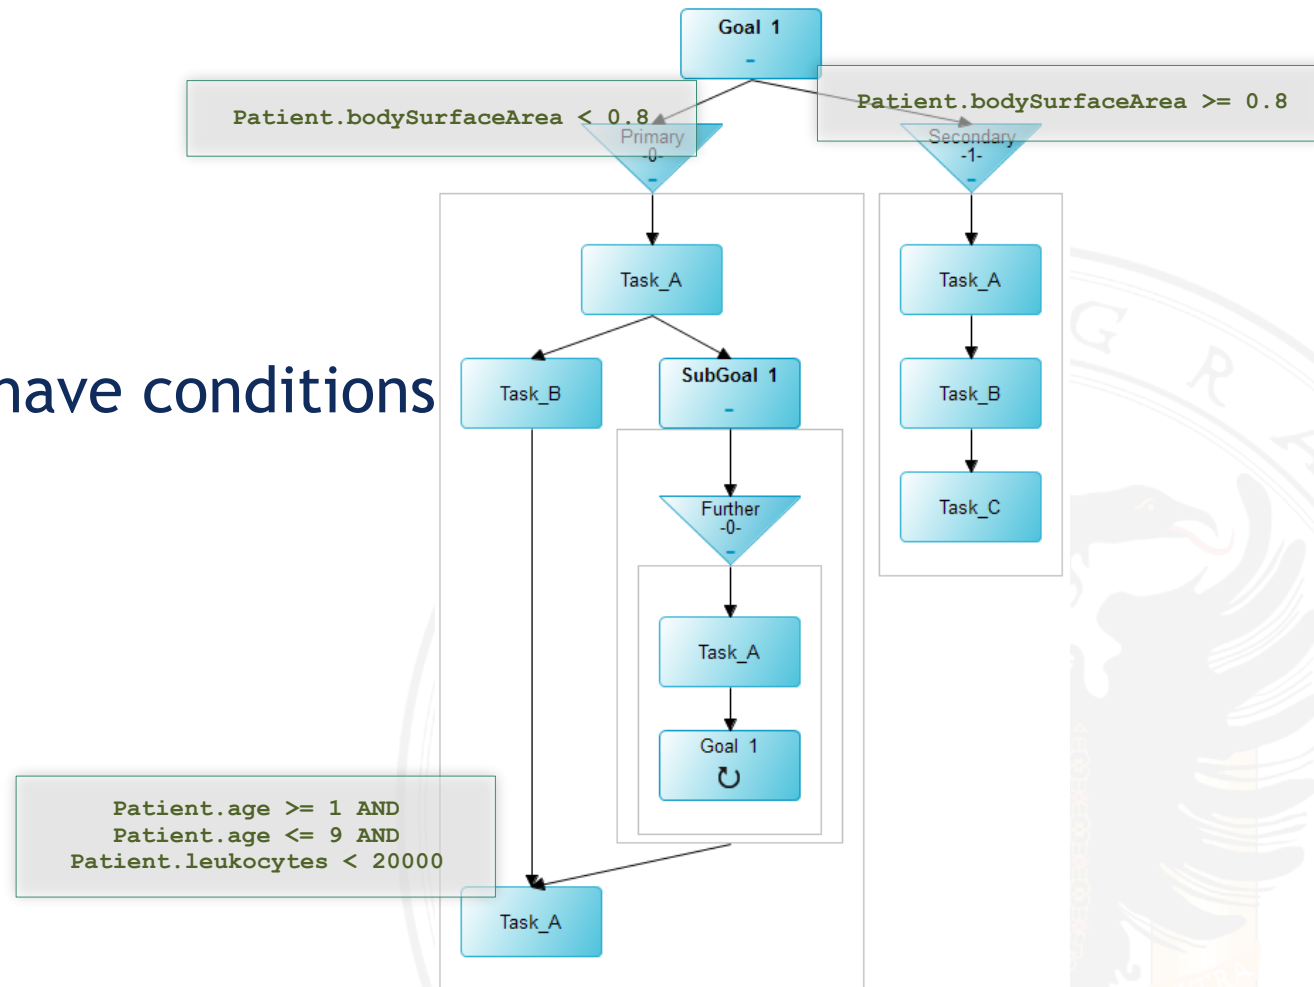 Goal 1
-
Patient.bodySurfaceArea < 0.8
Patient.bodySurfaceArea >= 0.8
Primary
-0-
-
Secondary
-1-
-
Task_A
Task_A
have conditions
Task_B
SubGoal 1
-
Task_B
Further
-0-
-
Task_C
Task_A
Goal 1
Patient.age >= 1 AND
Patient.age <= 9 AND
Patient.leukocytes < 20000
Task_A
G R A